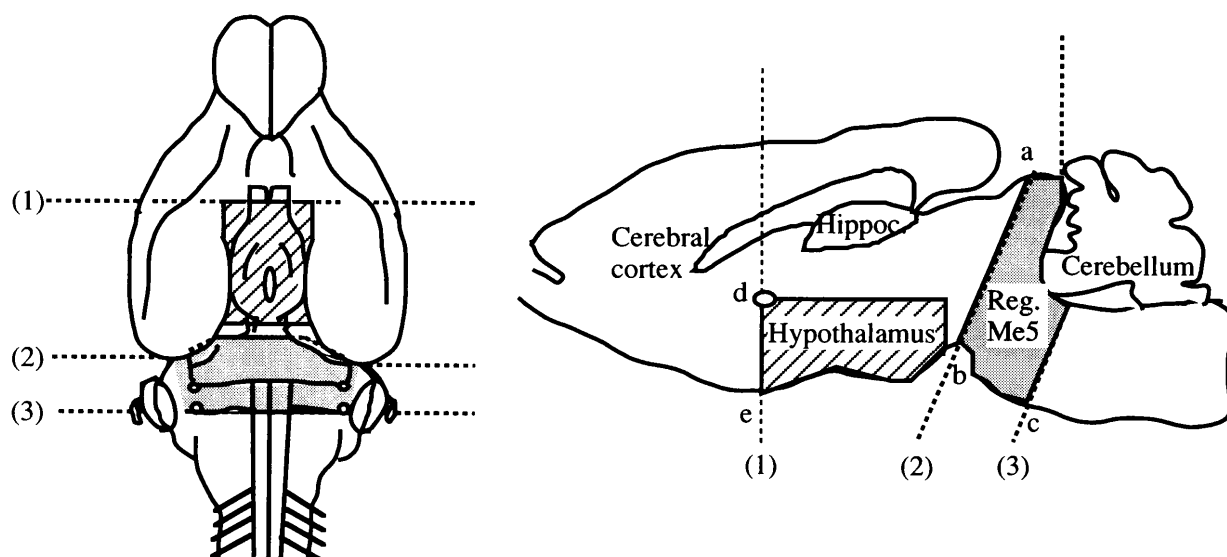 (1)
(2)
(3)
a
Hippoc.
Cerebral
cortex
Cerebellum
d
Reg.
Me5
Hypothalamus
b
e
c
(1)
(2)
(3)